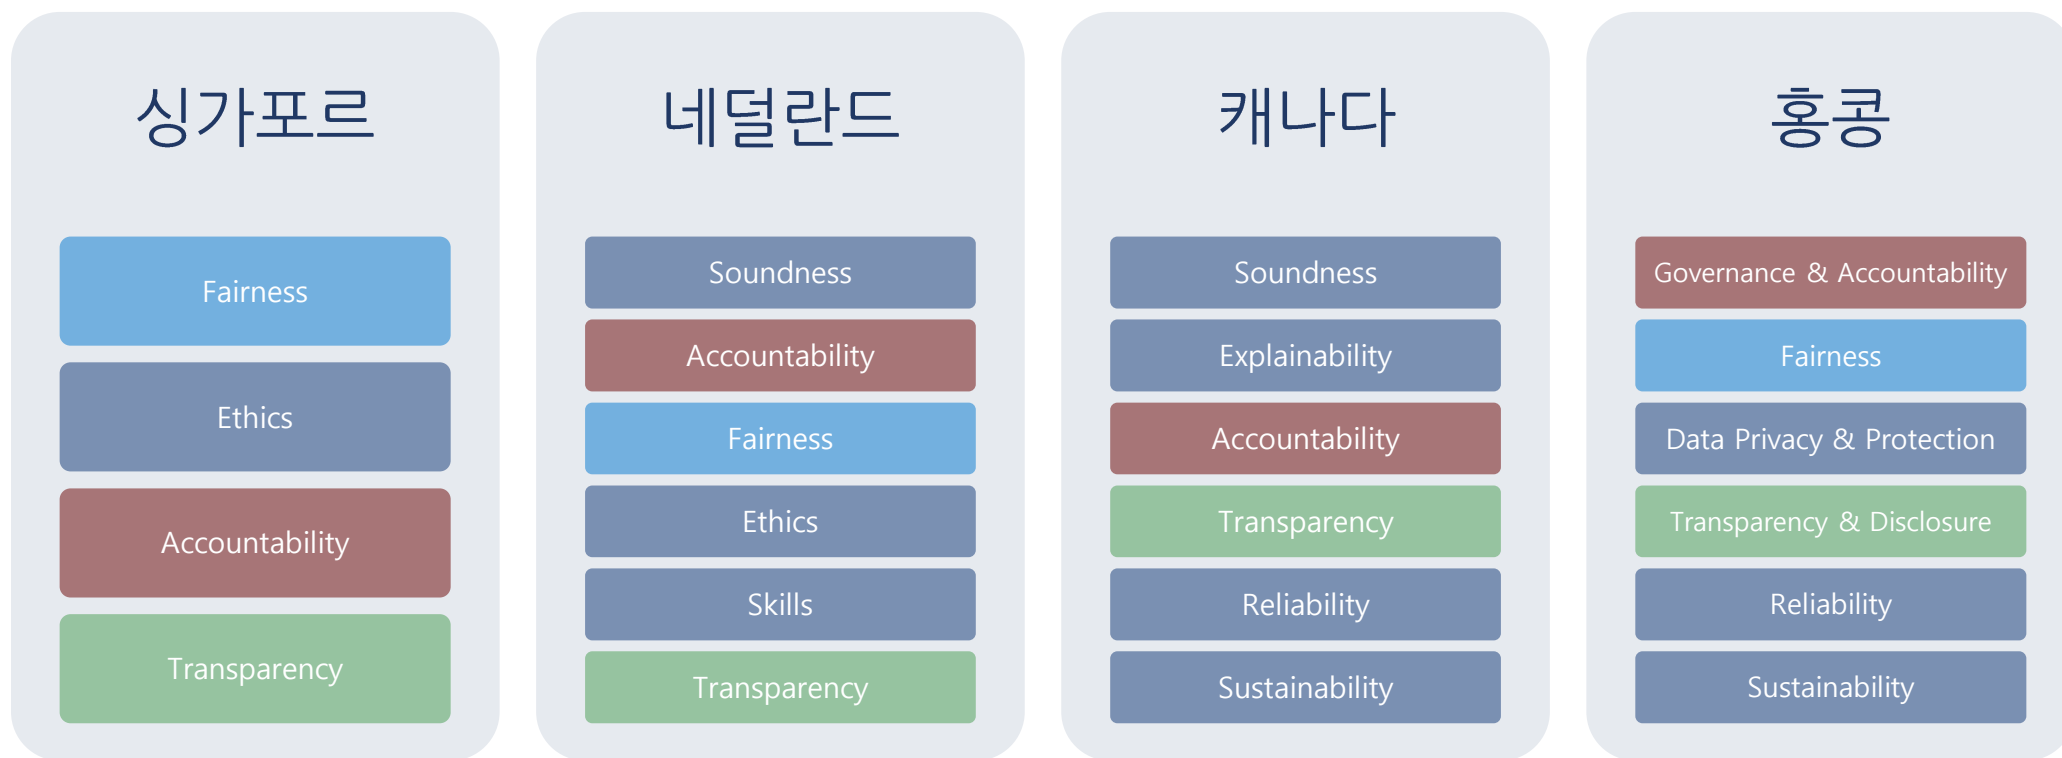 싱가포르
Fairness
Ethics
Accountability
Transparency
네덜란드
Soundness
Accountability
Fairness
Ethics
Skills
Transparency
캐나다
Soundness
Explainability
Accountability
Transparency
Reliability
Sustainability
홍콩
Governance & Accountability
Fairness
Data Privacy & Protection
Transparency & Disclosure
Reliability
Sustainability